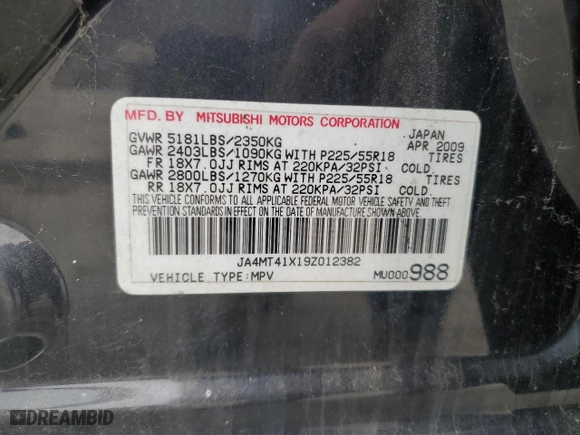 MFD. BY MITSUBISHI MOTORS CORPORATION
JAPAN
GVWR 5181LBS/2350KG APR 2009
GAWR 2403LBS/1090KG WITH P225/55R18 TIRES
FR 18X7.0JJ RIMS AT 220KPA/32PSI COLD.
GAWR 2800LBS/1270KG WITH P225/55R18 TIRES
RR 18X7.0JJ RIMS AT 220KPA/32PSI COLD.
THIS VEHICLE CONFORMS TO ALL APPLICABLE FEDERAL MOTOR VEHICLE SAFETY AND THEFT
PREVENTION STANDARDS IN EFFECT ON THE DATE OF MANUFACTURE SHOWN ABOVE.
JA4MT41X19Z012382
VEHICLE TYPE:MPV MU000988
DREAMBID